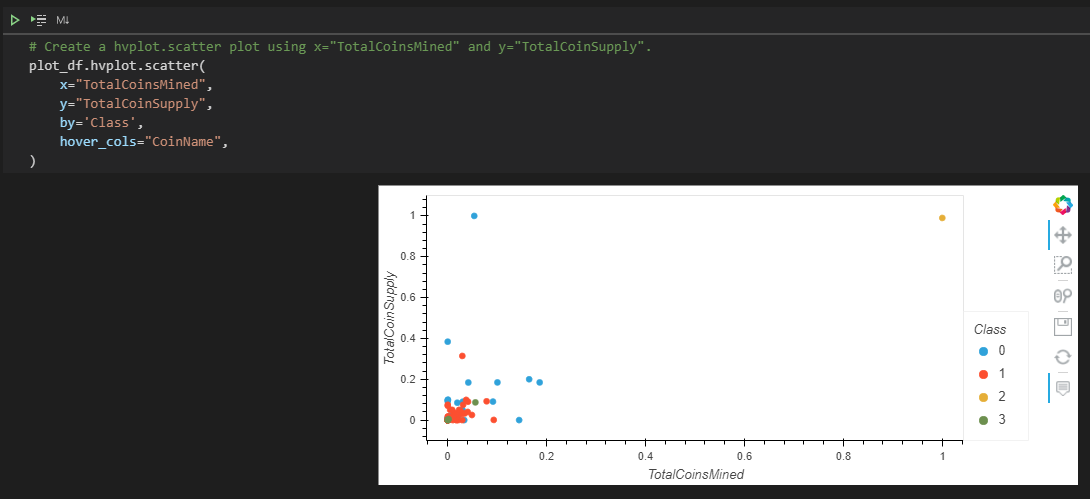 M↓
# Create a hvplot.scatter plot using x="TotalCoinsMined" and y="TotalCoinSupply".
plot_df.hvplot.scatter(
    x="TotalCoinsMined",
    y="TotalCoinSupply",
    by='Class',
    hover_cols="CoinName",
)
TotalCoinSupply
1
0.8
0.6
0.4
0.2
0
0
0.2
0.4
0.6
0.8
1
TotalCoinsMined
Class
0
1
2
3